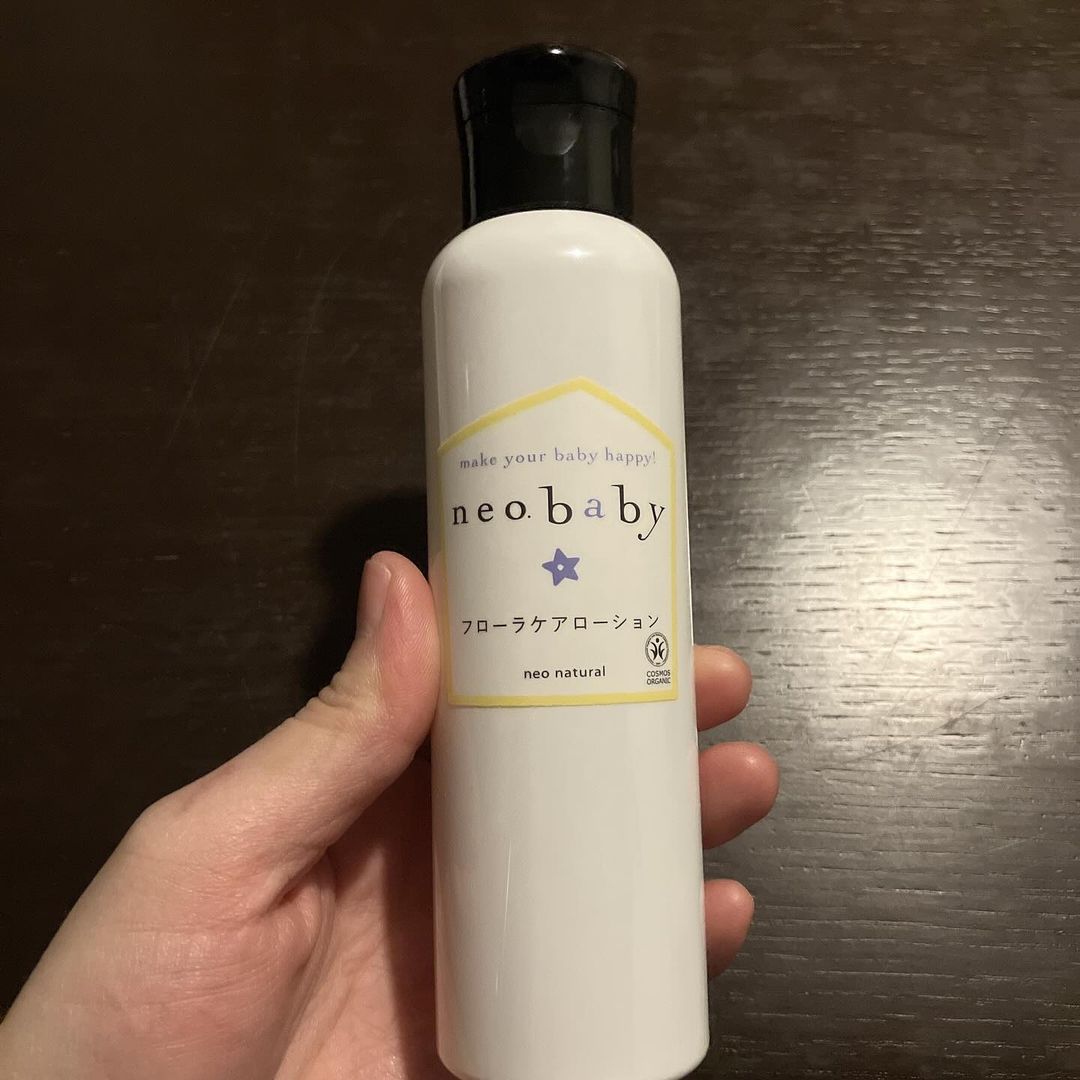 make your baby happy!
neo.baby
フローラケアローション
neo natural
COSMOS
ORGANIC